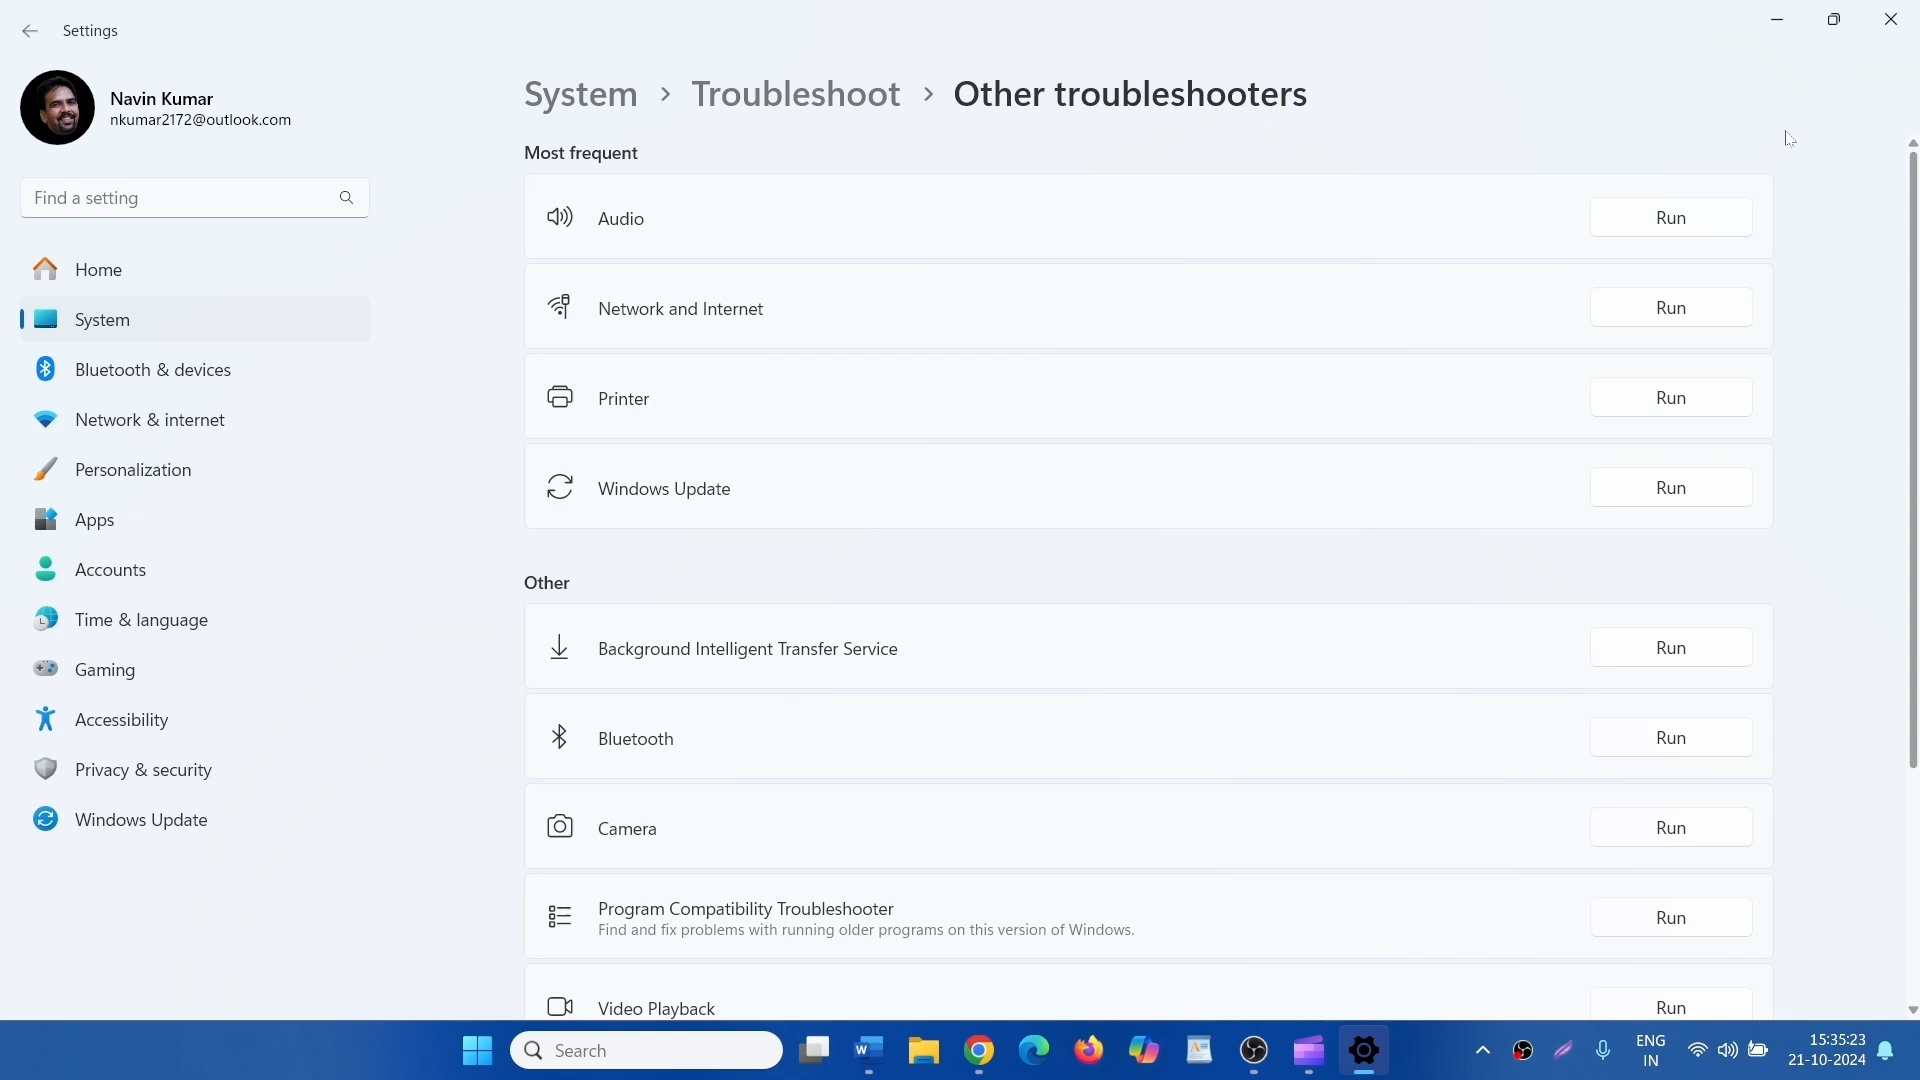 Settings
Navin Kumar
nkumar2172@outlook.com
Find a setting
Home
System
Bluetooth & devices
Network & internet
Personalization
Apps
Accounts
Time & language
Gaming
Accessibility
Privacy & security
Windows Update
System > Troubleshoot > Other troubleshooters
Most frequent
Audio Run
Network and Internet Run
Printer Run
Windows Update Run
Other
Background Intelligent Transfer Service Run
Bluetooth Run
Camera Run
Program Compatibility Troubleshooter
Find and fix problems with running older programs on this version of Windows.
Run
Video Playback Run
Search
W
ENG
IN
15:35:23
21-10-2024